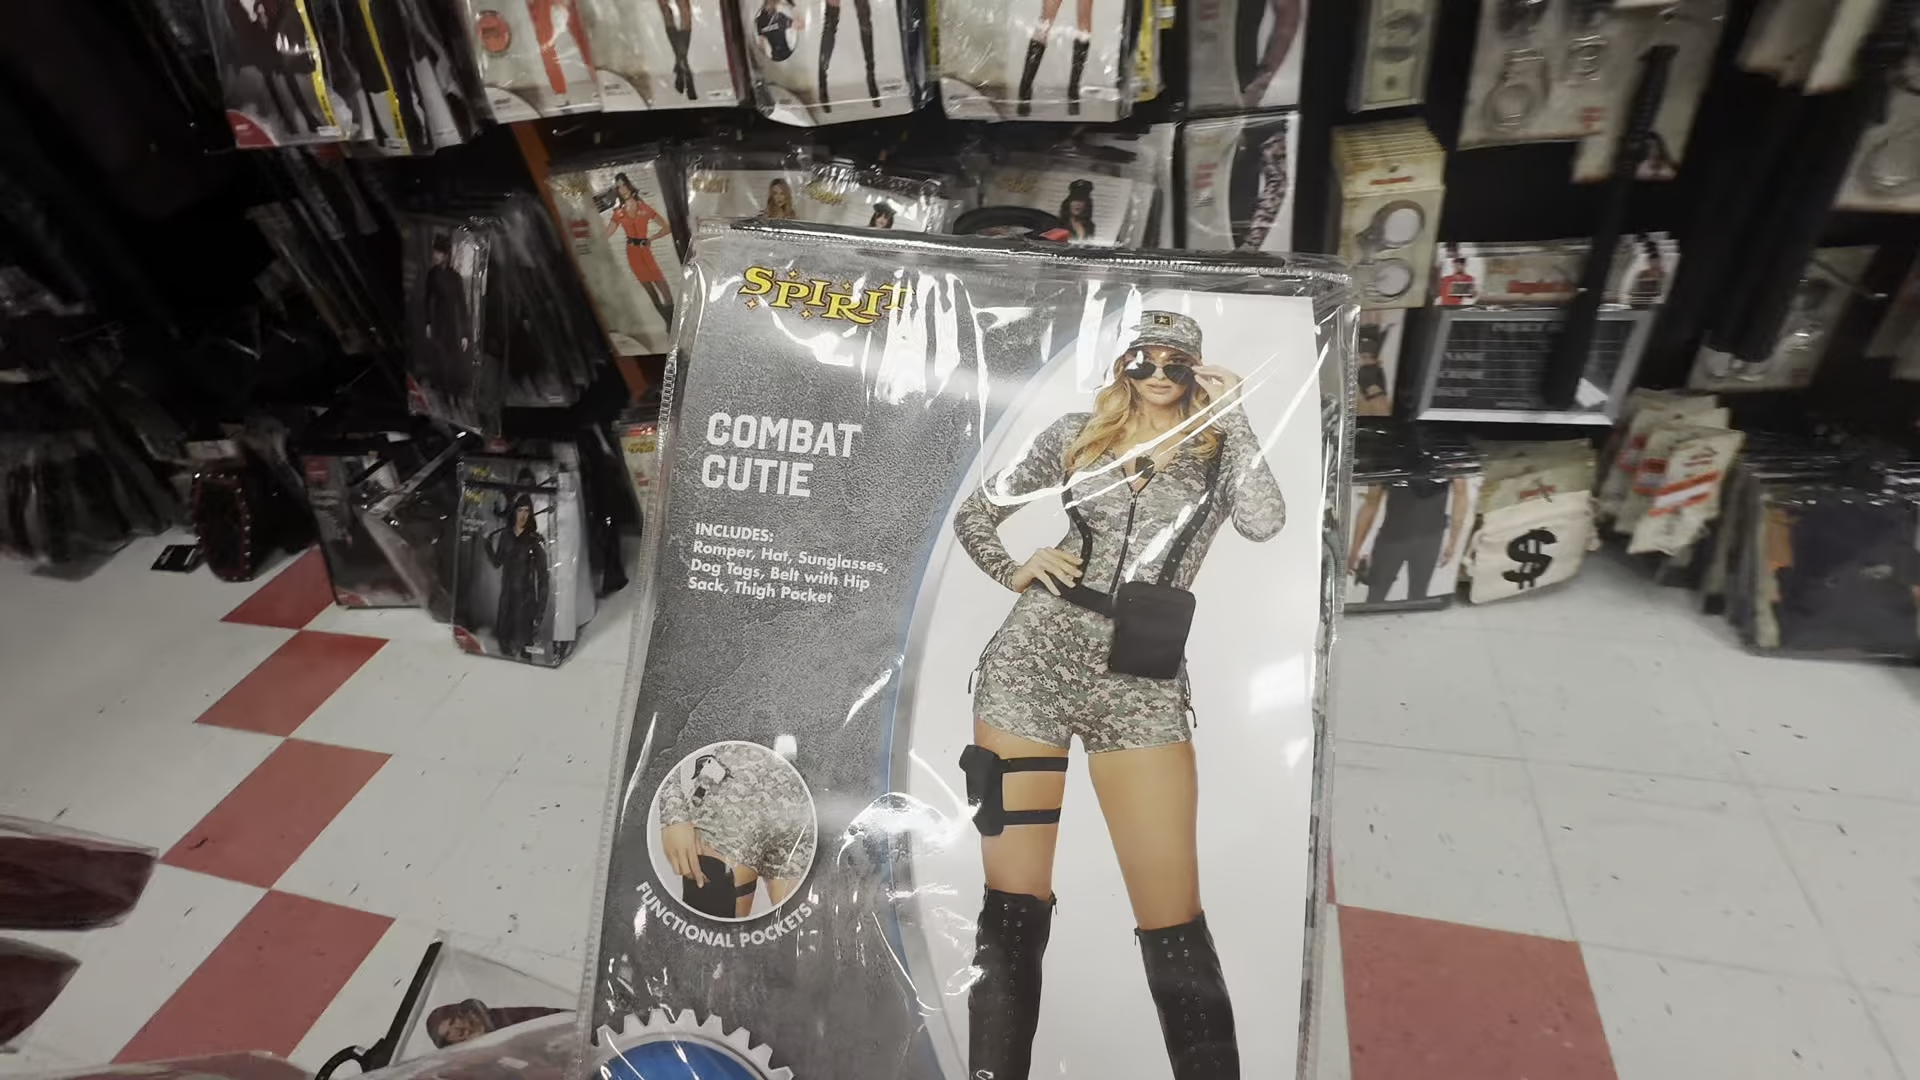 SPIRIT
COMBAT
CUTIE
INCLUDES:
Romper, Hat, Sunglasses,
Dog Tags, Belt with Hip
Sack, Thigh Pocket
FUNCTIONAL POCKETS
$